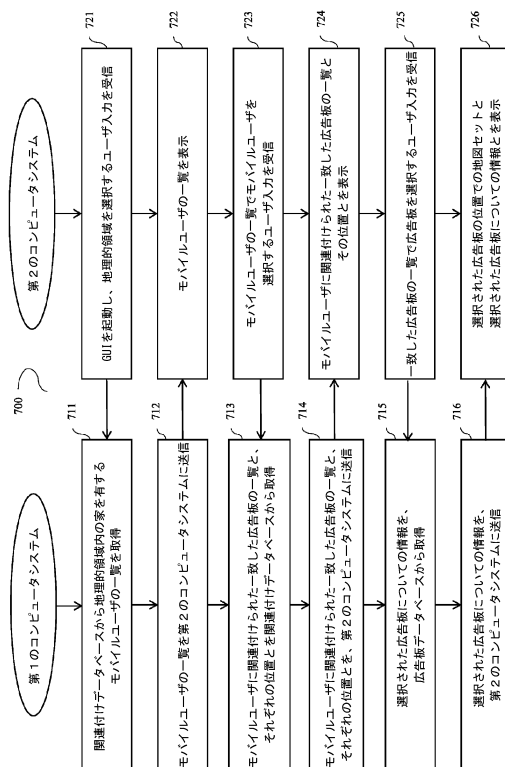 700
第1のコンピュータシステム
711
関連付けデータベースから地理的領域内の家を有する
モバイルユーザの一覧を取得
712
モバイルユーザの一覧を第2のコンピュータシステムに送信
713
モバイルユーザに関連付けられた一致した広告板の一覧と、
それぞれの位置とを関連付けデータベースから取得
714
モバイルユーザに関連付けられた一致した広告板の一覧と、
それぞれの位置とを、第2のコンピュータシステムに送信
715
選択された広告板についての情報を、
広告板データベースから取得
716
選択された広告板についての情報を、
第2のコンピュータシステムに送信
第2のコンピュータシステム
721
GUIを起動し、地理的領域を選択するユーザ入力を受信
722
モバイルユーザの一覧を表示
723
モバイルユーザの一覧でモバイルユーザを
選択するユーザ入力を受信
724
モバイルユーザに関連付けられた一致した広告板の一覧と
その位置とを表示
725
一致した広告板の一覧で広告板を選択するユーザ入力を受信
726
選択された広告板の位置での地図セットと
選択された広告板についての情報とを表示